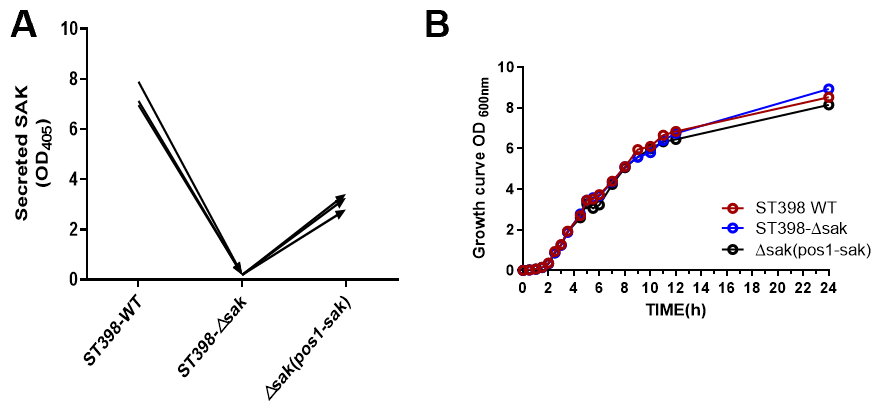 A
B
Secreted SAK
(OD405)
10
8
6
4
2
0
ST398-WT
ST398-Δsak
Δsak(pos1-sak)
Growth curve OD 600nm
10
8
6
4
2
0
ST398 WT
ST398-Δsak
Δsak(pos1-sak)
0 2 4 6 8 10 12 14 16 18 20 22 24
TIME(h)